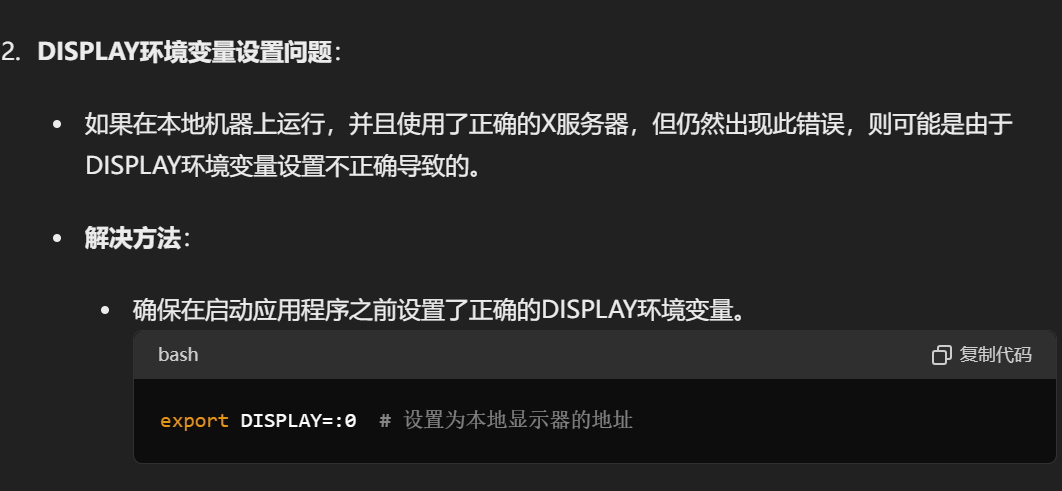 2. DISPLAY环境变量设置问题：
• 如果在本地机器上运行，并且使用了正确的X服务器，但仍然出现此错误，则可能是由于
DISPLAY环境变量设置不正确导致的。
• 解决方法：
• 确保在启动应用程序之前设置了正确的DISPLAY环境变量。
bash 复制代码
export DISPLAY=:0  # 设置为本地显示器的地址